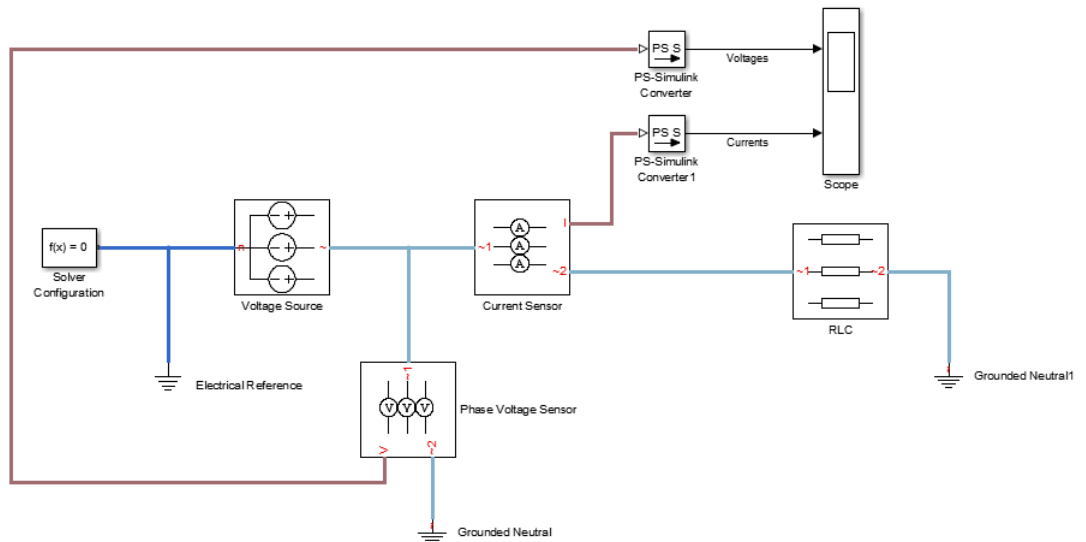 PS S
PS-Simulink
Converter
Voltages
PS S
PS-Simulink
Converter1
Currents
Scope
f(x) = 0
Solver
Configuration
n
~
Voltage Source
~1
A
A
A
I
~2
Current Sensor
~1
~2
RLC
Electrical Reference
~1
V V V
V
~2
Phase Voltage Sensor
Grounded Neutral1
Grounded Neutral